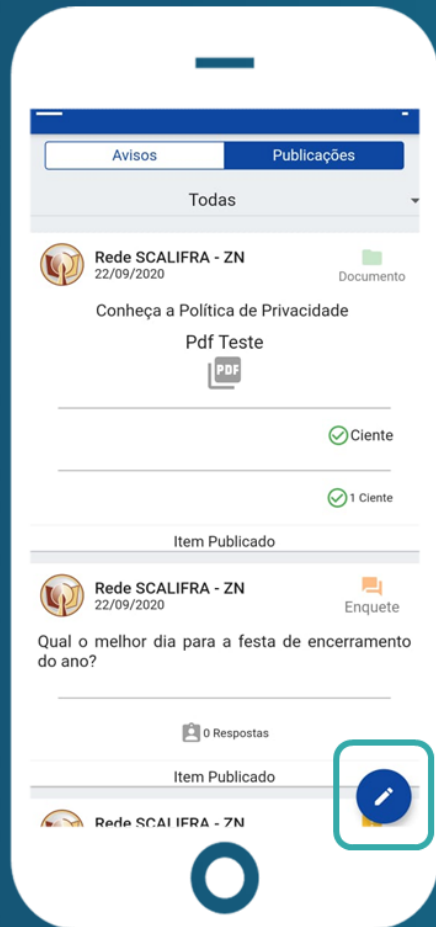 Avisos
Publicações
Todas
Rede SCALIFRA - ZN
22/09/2020
Documento
Conheça a Política de Privacidade
Pdf Teste
PDF
Ciente
1 Ciente
Item Publicado
Rede SCALIFRA - ZN
22/09/2020
Enquete
Qual o melhor dia para a festa de encerramento
do ano?
0 Respostas
Item Publicado
Rede SCALIFRA - ZN